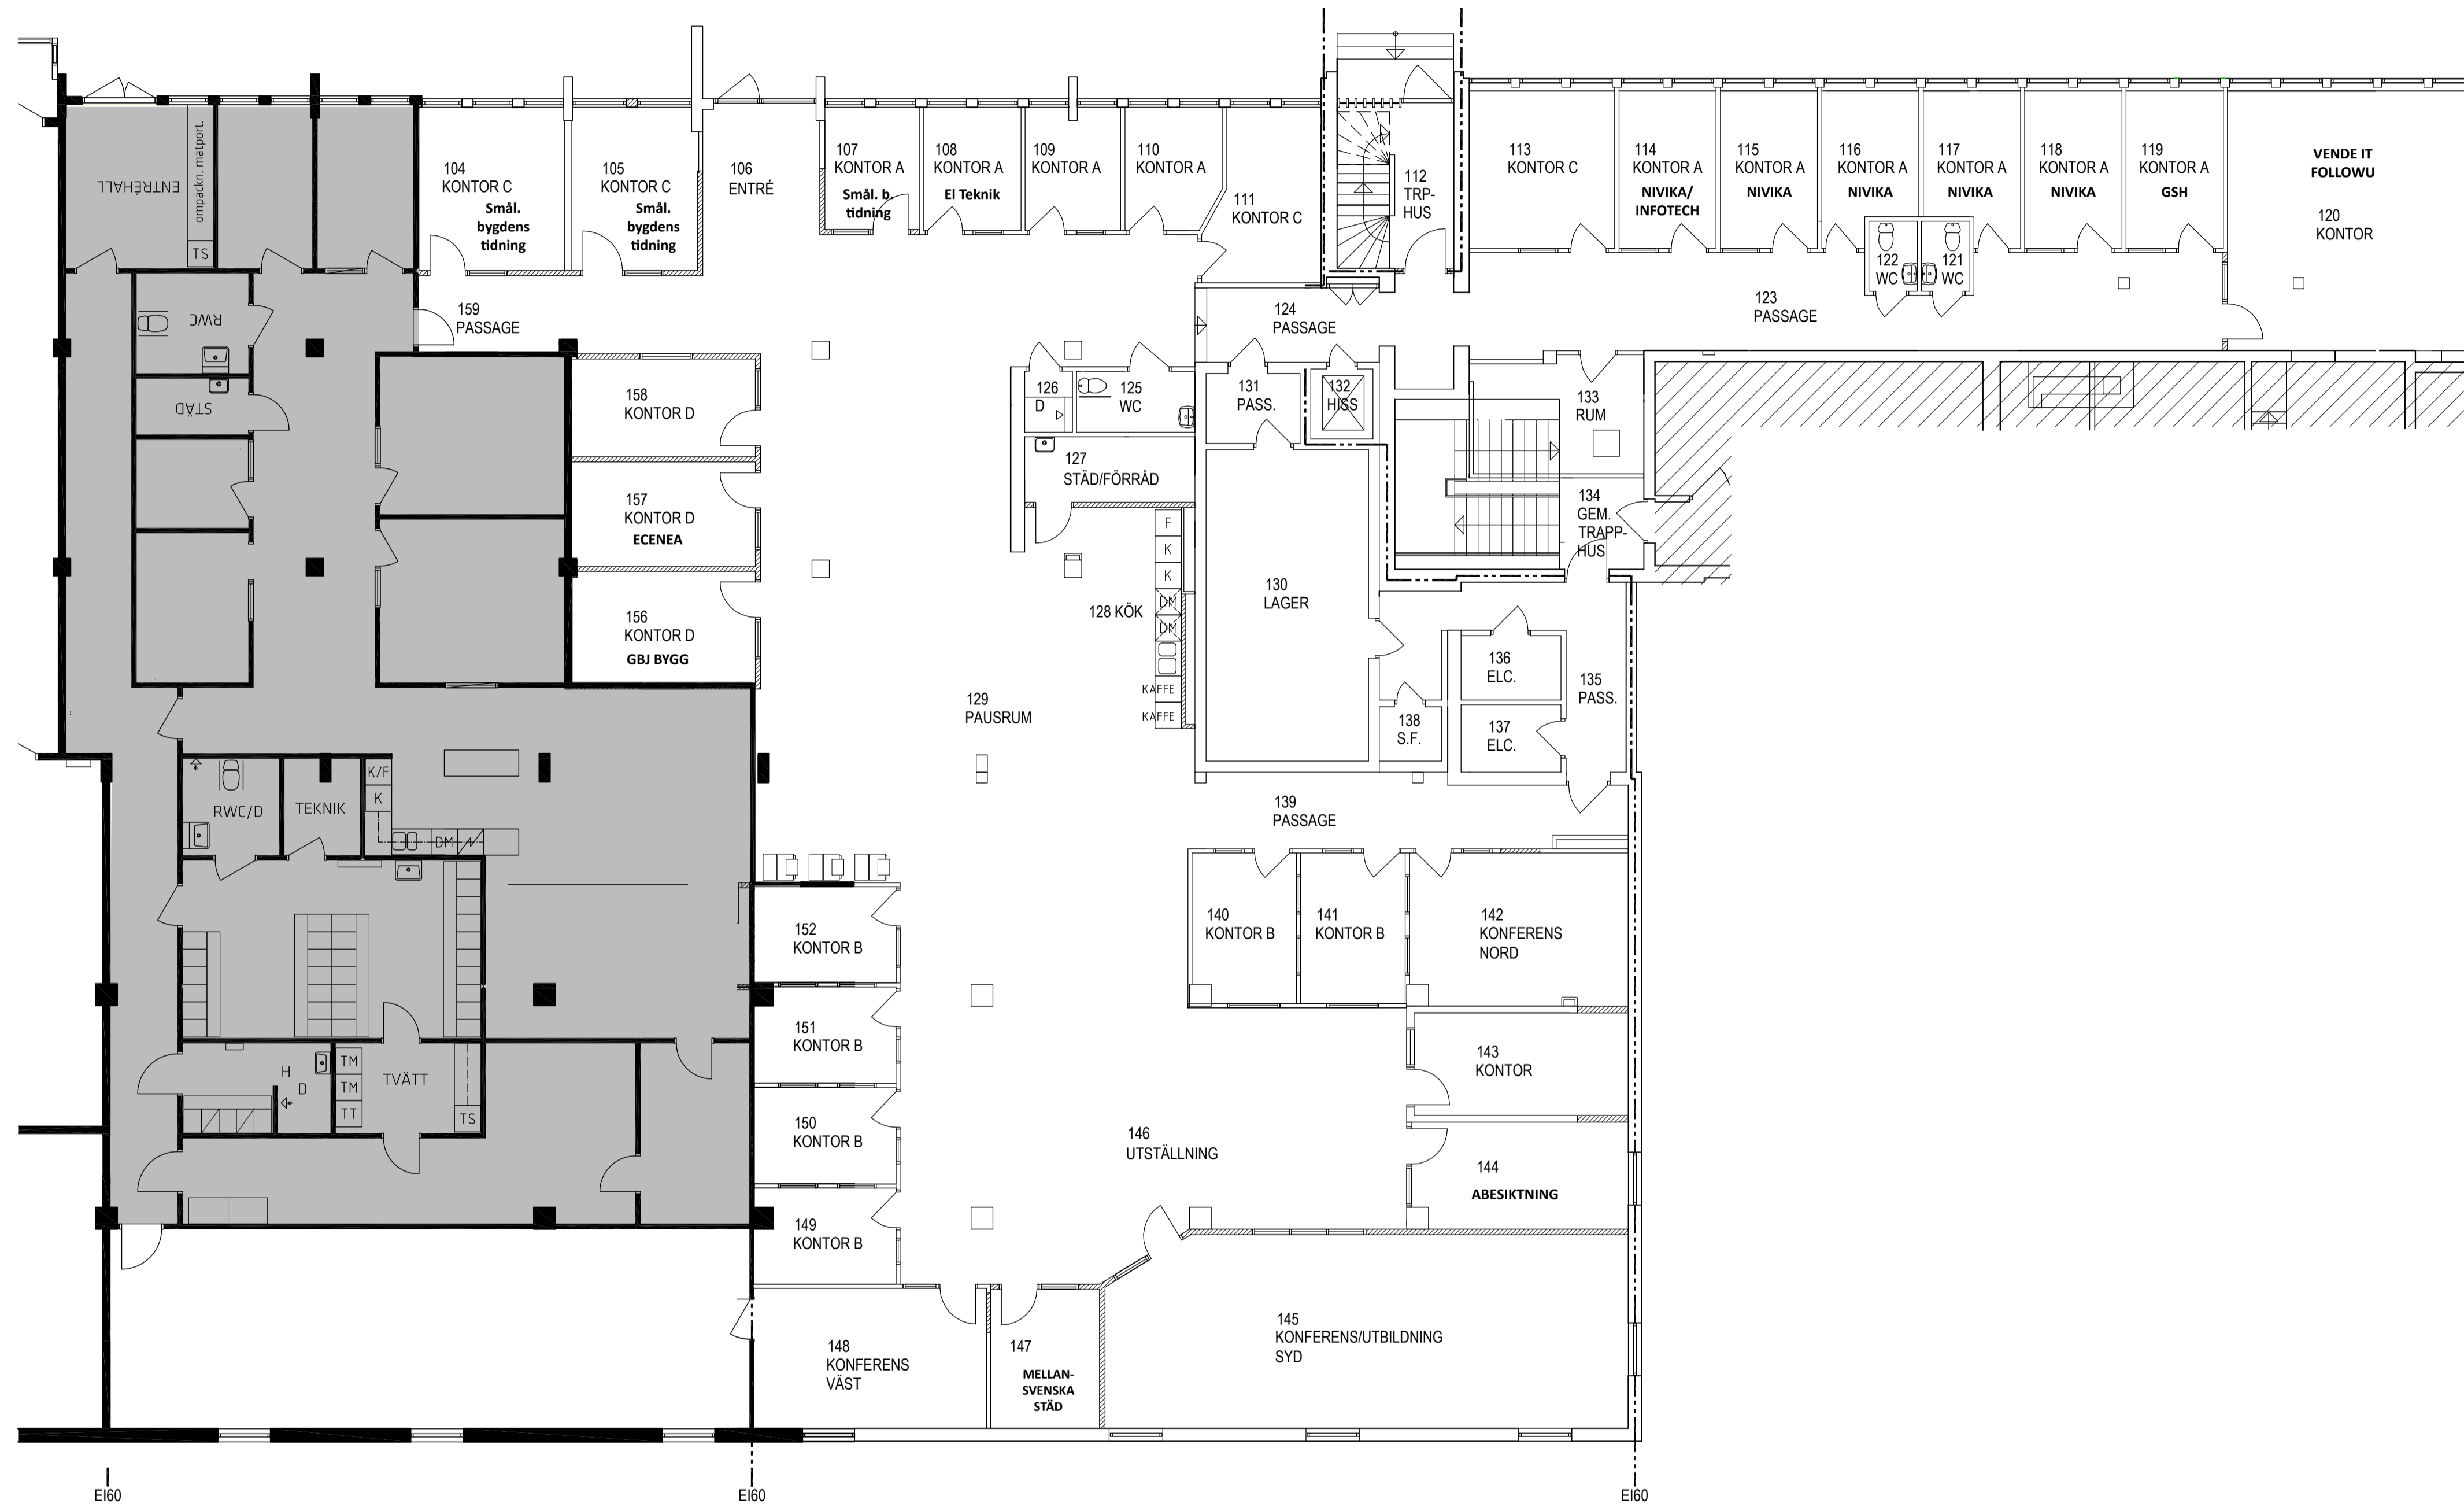 ENTRÉHALL
ompackn. matport.
TS
104
KONTOR C
Smål.
bygdens
tidning
105
KONTOR C
Smål.
bygdens
tidning
106
ENTRÉ
107
KONTOR A
Smål. b.
tidning
108
KONTOR A
El Teknik
109
KONTOR A
110
KONTOR A
111
KONTOR C
112
TRP-
HUS
113
KONTOR C
114
KONTOR A
NIVIKA/
INFOTECH
115
KONTOR A
NIVIKA
116
KONTOR A
NIVIKA
117
KONTOR A
NIVIKA
118
KONTOR A
NIVIKA
119
KONTOR A
GSH
VENDE IT
FOLLOWU
120
KONTOR
122
WC
121
WC
123
PASSAGE
124
PASSAGE
159
PASSAGE
RWC
STÄD
158
KONTOR D
157
KONTOR D
ECENEA
156
KONTOR D
GBJ BYGG
126
D
125
WC
127
STÄD/FÖRRÅD
131
PASS.
132
HISS
133
RUM
134
GEM.
TRAPP-
HUS
F
K
K
DM
DM
KAFFE
KAFFE
128 KÖK
130
LAGER
129
PAUSRUM
136
ELC.
135
PASS.
137
ELC.
138
S.F.
139
PASSAGE
RWC/D
TEKNIK
K/F
K
DM
140
KONTOR B
141
KONTOR B
142
KONFERENS
NORD
152
KONTOR B
151
KONTOR B
150
KONTOR B
149
KONTOR B
143
KONTOR
144
ABESIKTNING
146
UTSTÄLLNING
H
D
TM
TM
TT
TVÄTT
TS
145
KONFERENS/UTBILDNING
SYD
148
KONFERENS
VÄST
147
MELLAN-
SVENSKA
STÄD
EI60
EI60
EI60